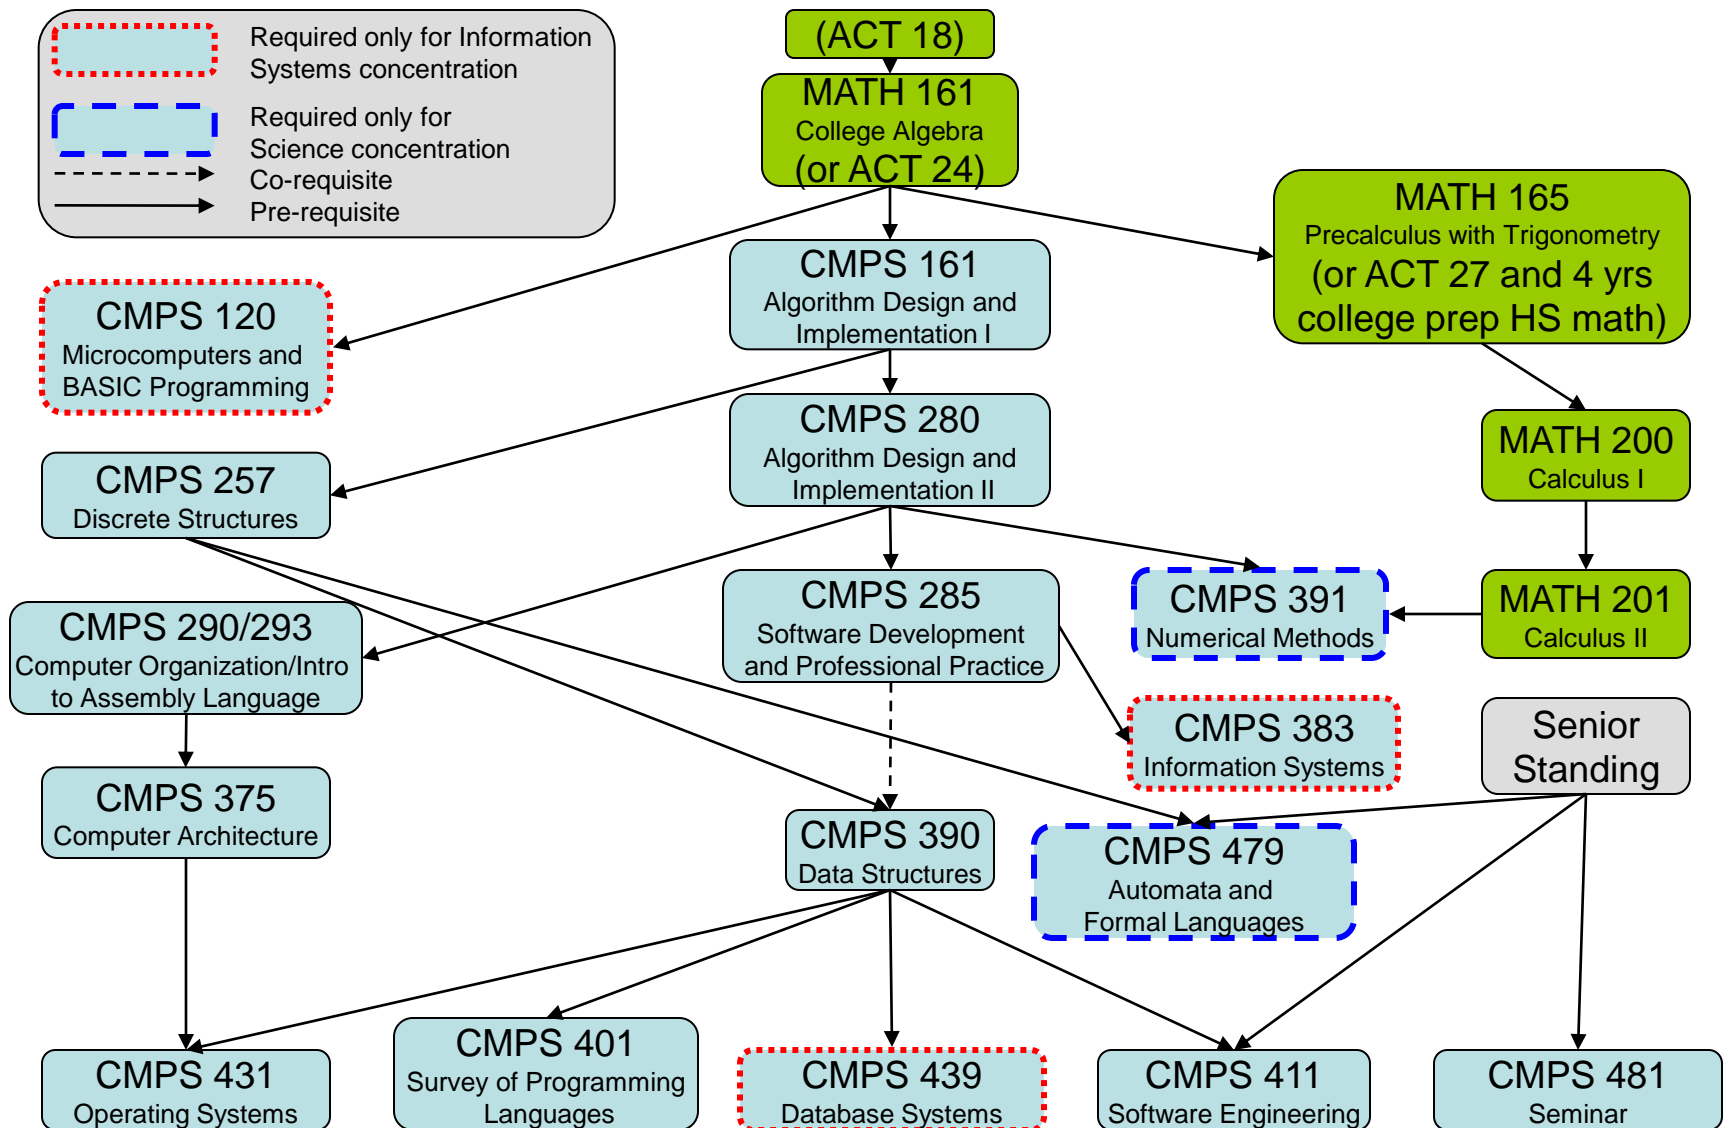 Required only for Information
Systems concentration
Required only for
Science concentration
Co-requisite
Pre-requisite
(ACT 18)
MATH 161
College Algebra
(or ACT 24)
MATH 165
Precalculus with Trigonometry
(or ACT 27 and 4 yrs
college prep HS math)
CMPS 161
Algorithm Design and
Implementation I
CMPS 120
Microcomputers and
BASIC Programming
CMPS 280
Algorithm Design and
Implementation II
MATH 200
Calculus I
CMPS 257
Discrete Structures
CMPS 290/293
Computer Organization/Intro
to Assembly Language
CMPS 285
Software Development
and Professional Practice
CMPS 391
Numerical Methods
MATH 201
Calculus II
CMPS 383
Information Systems
Senior
Standing
CMPS 375
Computer Architecture
CMPS 390
Data Structures
CMPS 479
Automata and
Formal Languages
CMPS 431
Operating Systems
CMPS 401
Survey of Programming
Languages
CMPS 439
Database Systems
CMPS 411
Software Engineering
CMPS 481
Seminar